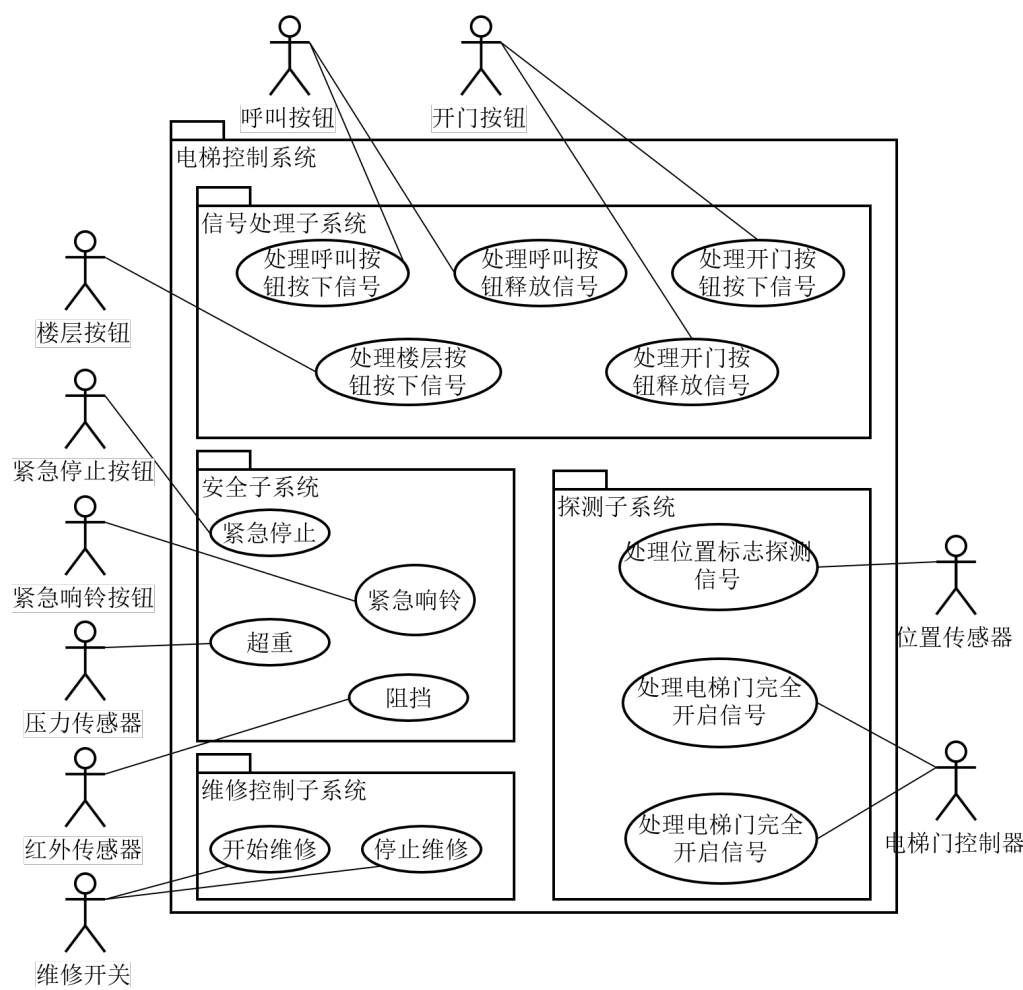 呼叫按钮
开门按钮
电梯控制系统
信号处理子系统
处理呼叫按
钮按下信号
处理呼叫按
钮释放信号
处理开门按
钮按下信号
楼层按钮
处理楼层按
钮按下信号
处理开门按
钮释放信号
紧急停止按钮
安全子系统
紧急停止
紧急响铃按钮
紧急响铃
超重
压力传感器
阻挡
红外传感器
维修控制子系统
开始维修
停止维修
维修开关
探测子系统
处理位置标志探测
信号
位置传感器
处理电梯门完全
开启信号
处理电梯门完全
开启信号
电梯门控制器